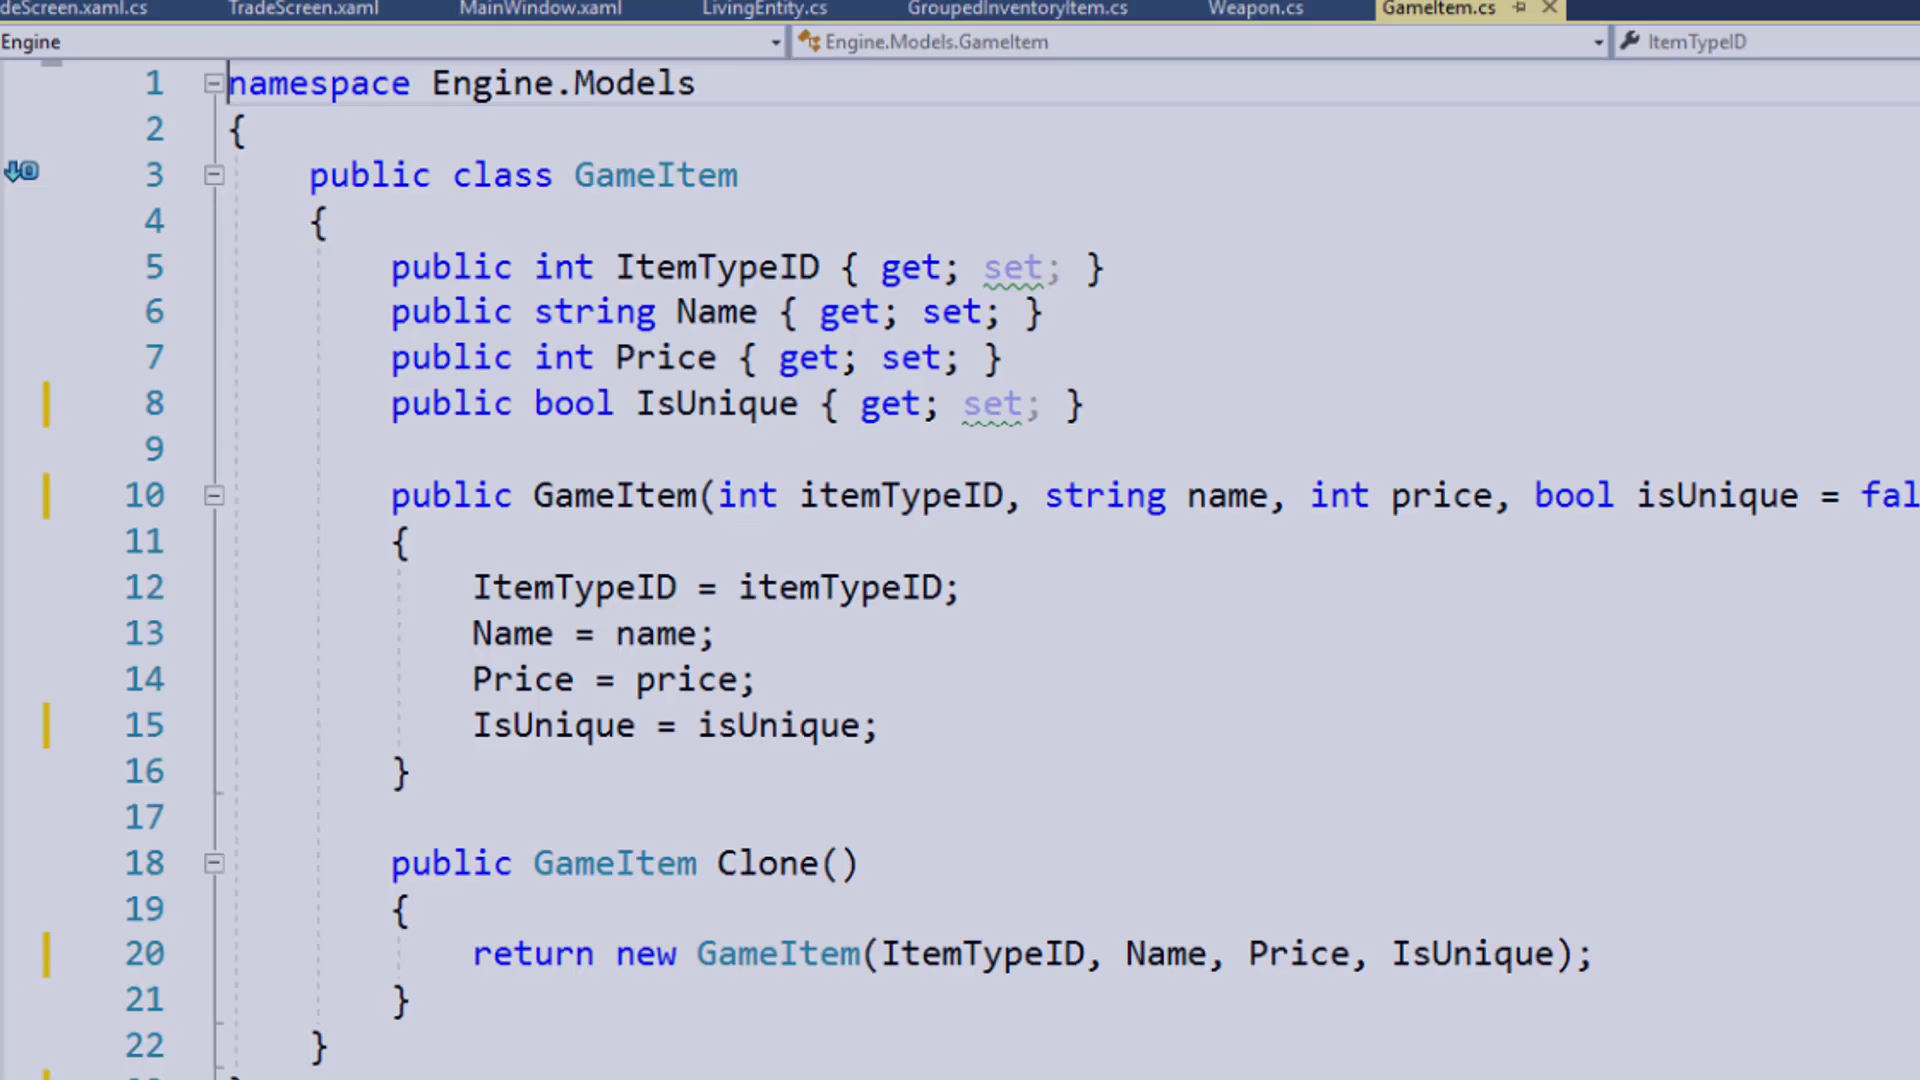 deScreen.xaml.cs TradeScreen.xaml MainWindow.xaml LivingEntity.cs GroupedInventoryItem.cs Weapon.cs GameItem.cs
Engine Engine.Models.GameItem ItemTypeID
1 namespace Engine.Models
2 {
3 public class GameItem
4 {
5 public int ItemTypeID { get; set; }
6 public string Name { get; set; }
7 public int Price { get; set; }
8 public bool IsUnique { get; set; }
9
10 public GameItem(int itemTypeID, string name, int price, bool isUnique = fal
11 {
12 ItemTypeID = itemTypeID;
13 Name = name;
14 Price = price;
15 IsUnique = isUnique;
16 }
17
18 public GameItem Clone()
19 {
20 return new GameItem(ItemTypeID, Name, Price, IsUnique);
21 }
22 }